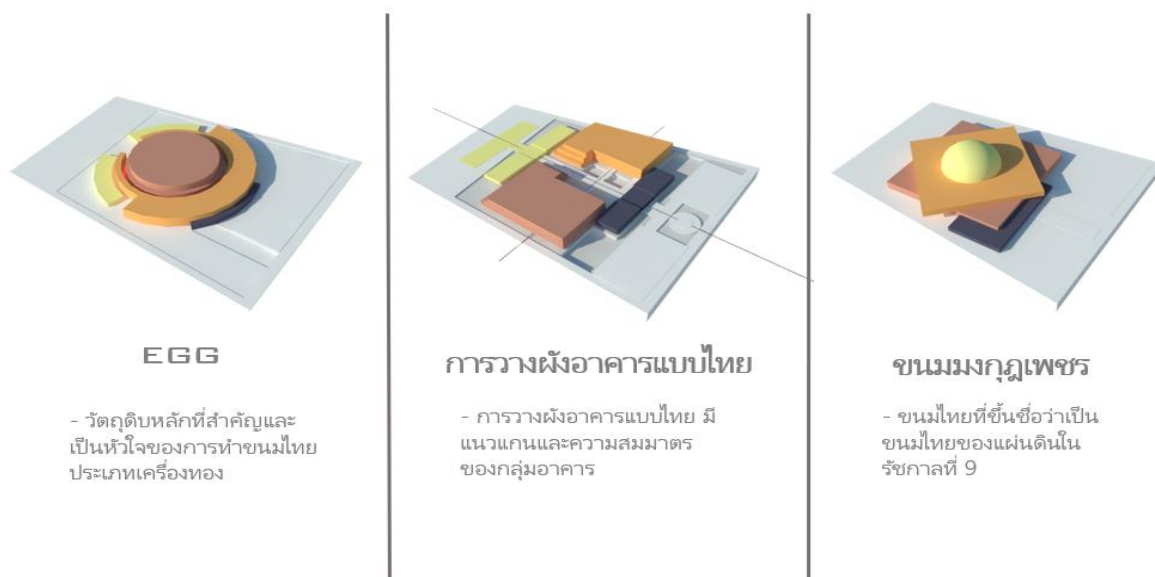 EGG
- วัตถุดิบหลักที่สำคัญและ
เป็นหัวใจของการทำขนมไทย
ประเภทเครื่องทอง
การวางผังอาคารแบบไทย
- การวางผังอาคารแบบไทย มี
แนวแกนและความสมมาตร
ของกลุ่มอาคาร
ขนมมงกุฎเพชร
- ขนมไทยที่ขึ้นชื่อว่าเป็น
ขนมไทยของแผ่นดินใน
รัชกาลที่ 9